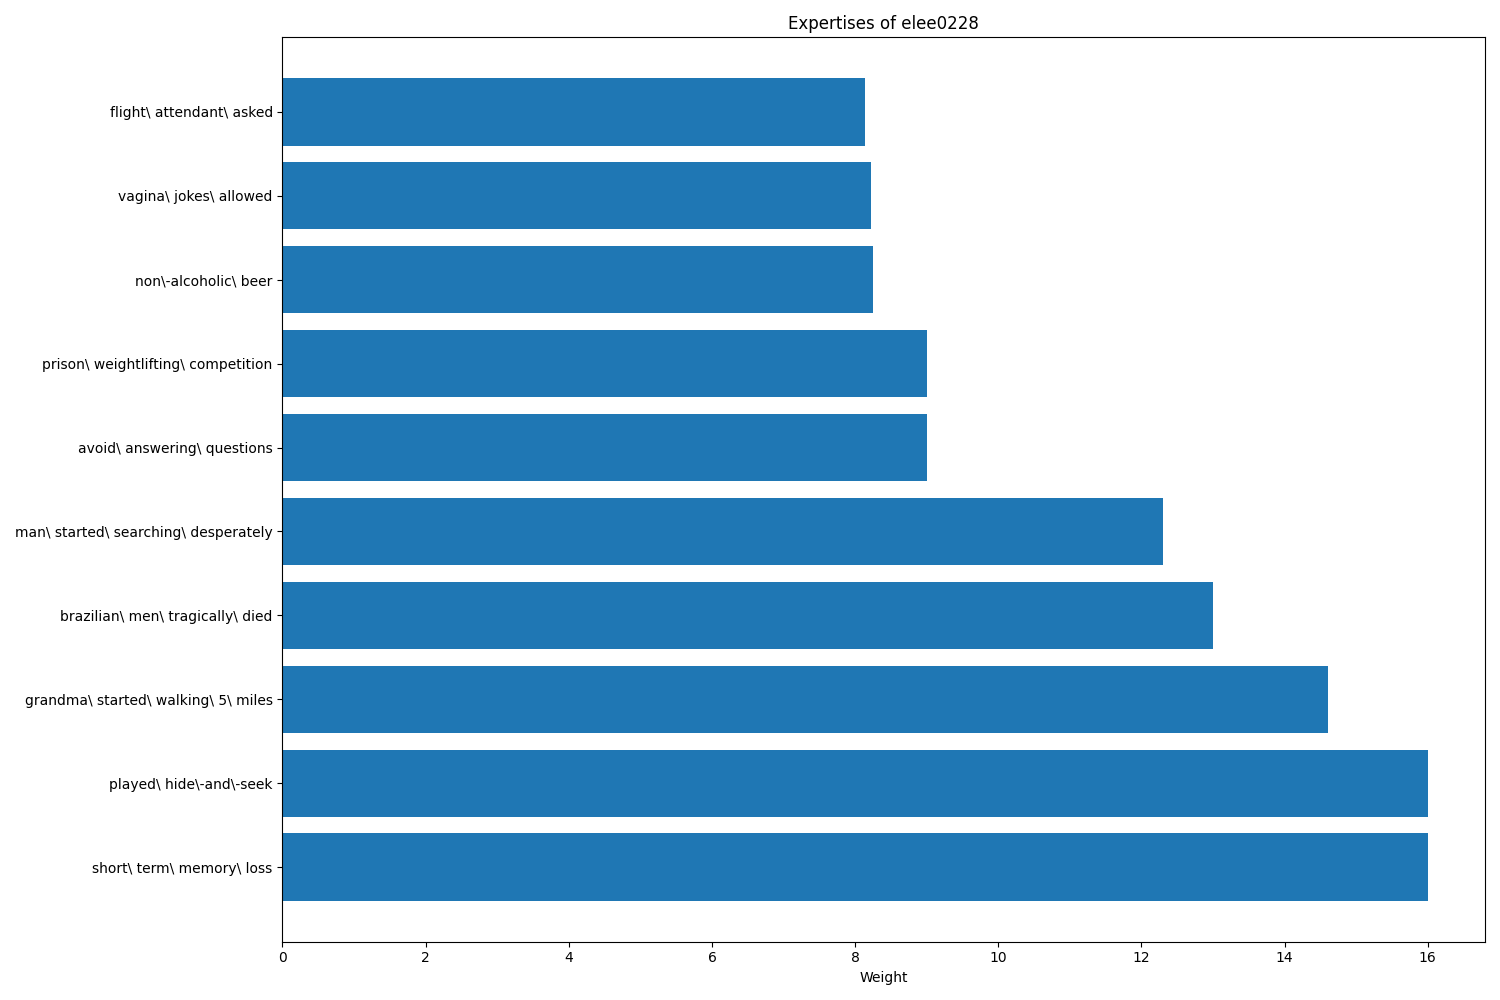 Expertises of elee0228
flight\ attendant\ asked
vagina\ jokes\ allowed
non\-alcoholic\ beer
prison\ weightlifting\ competition
avoid\ answering\ questions
man\ started\ searching\ desperately
brazilian\ men\ tragically\ died
grandma\ started\ walking\ 5\ miles
played\ hide\-and\-seek
short\ term\ memory\ loss
0 2 4 6 8 10 12 14 16
Weight